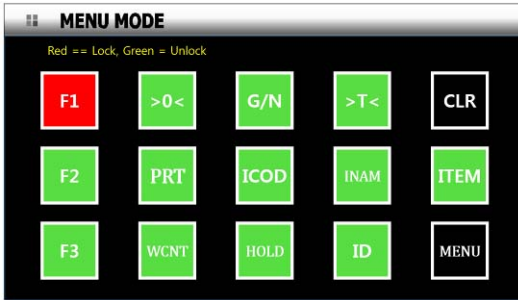 MENU MODE
Red == Lock, Green = Unlock
F1 >0< G/N >T< CLR
F2 PRT ICOD INAM ITEM
F3 WCNT HOLD ID MENU